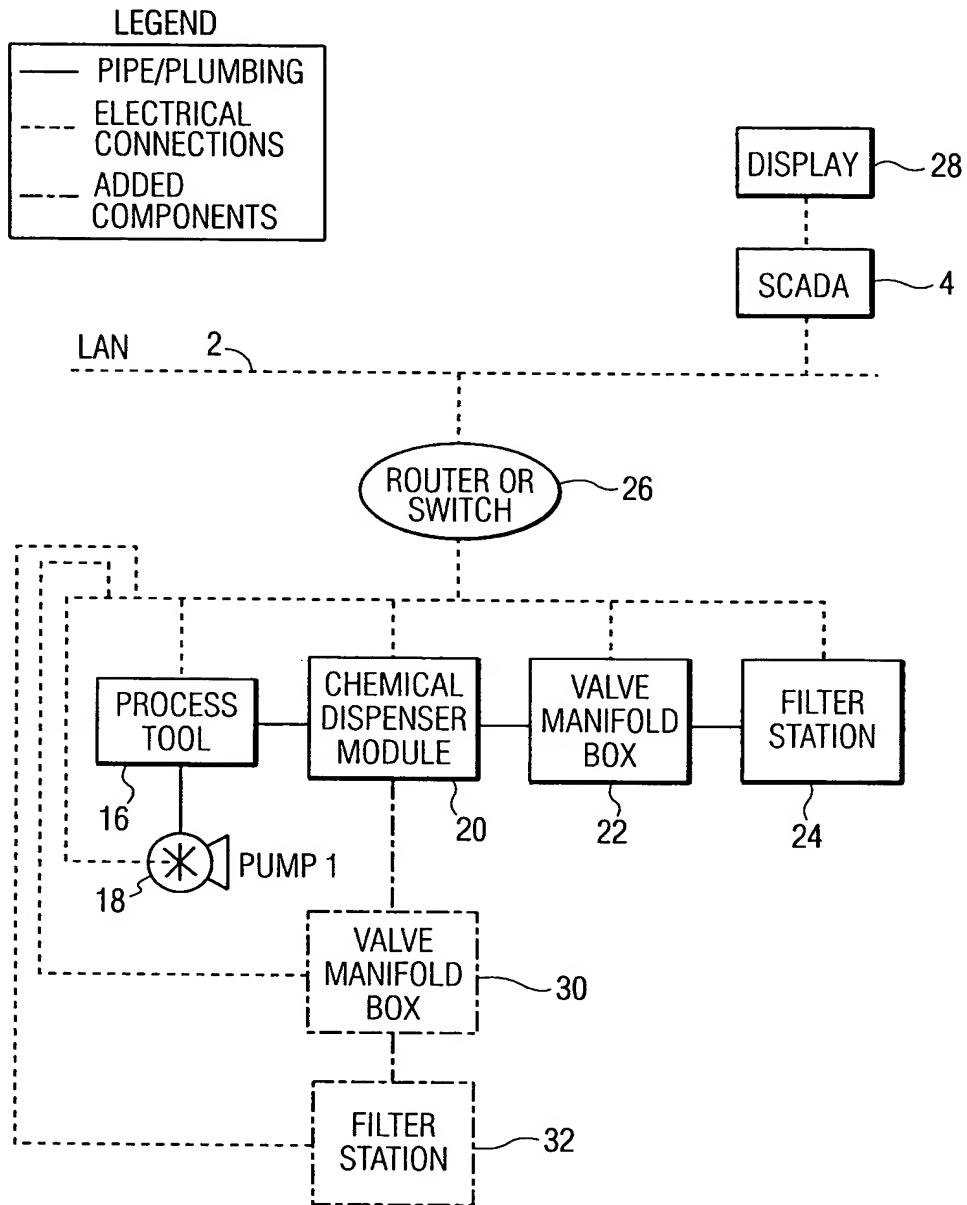 LEGEND
PIPE/PLUMBING
ELECTRICAL
CONNECTIONS
ADDED
COMPONENTS
DISPLAY
28
SCADA
4
LAN
2
ROUTER OR
SWITCH
26
PROCESS
TOOL
16
CHEMICAL
DISPENSER
MODULE
20
VALVE
MANIFOLD
BOX
22
FILTER
STATION
24
18
PUMP 1
VALVE
MANIFOLD
BOX
30
FILTER
STATION
32